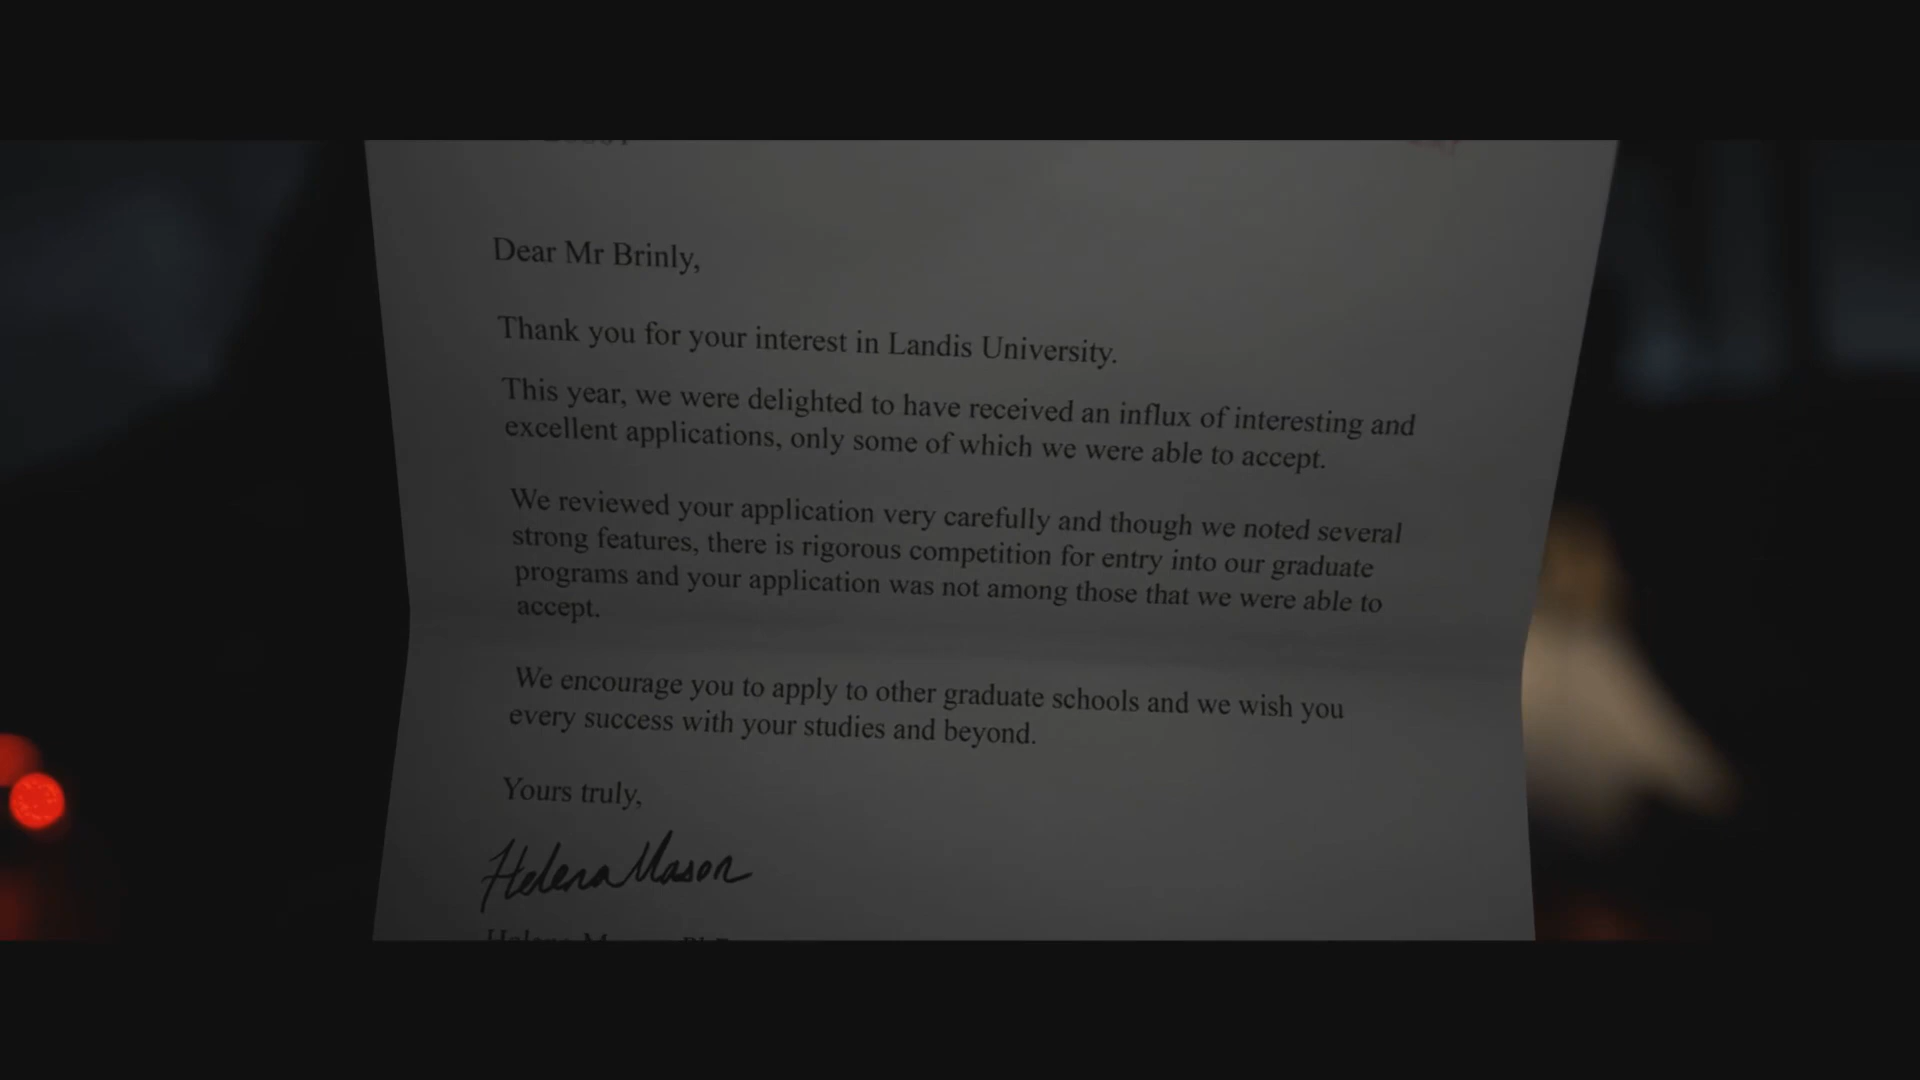 Dear Mr Brinly,
Thank you for your interest in Landis University.
This year, we were delighted to have received an influx of interesting and
excellent applications, only some of which we were able to accept.
We reviewed your application very carefully and though we noted several
strong features, there is rigorous competition for entry into our graduate
programs and your application was not among those that we were able to
accept.
We encourage you to apply to other graduate schools and we wish you
every success with your studies and beyond.
Yours truly,
Helena Mason